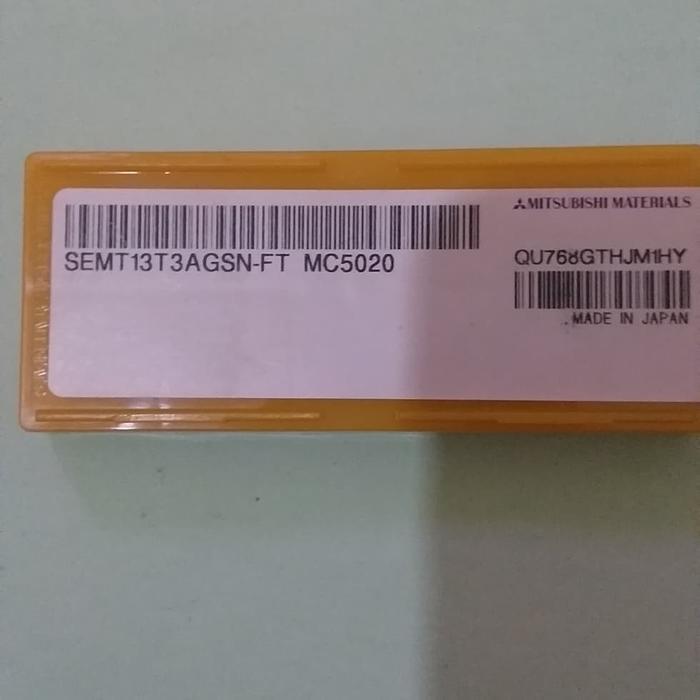 MITSUBISHI MATERIALS
SEMT13T3AGSN-FT MC5020
QU768GTHJM1HY
MADE IN JAPAN